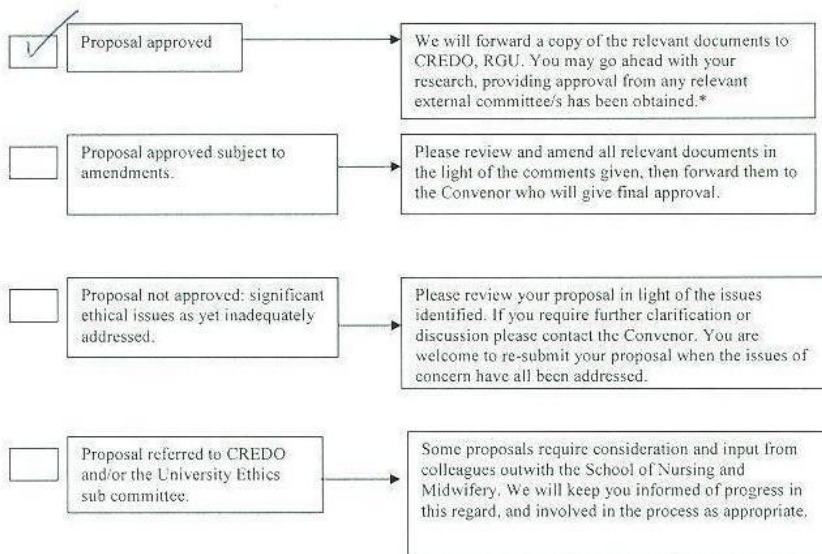 Proposal approved
We will forward a copy of the relevant documents to
CREDO, RGU. You may go ahead with your
research, providing approval from any relevant
external committee/s has been obtained.*
Proposal approved subject to
amendments.
Please review and amend all relevant documents in
the light of the comments given, then forward them to
the Convenor who will give final approval.
Proposal not approved: significant
ethical issues as yet inadequately
addressed.
Please review your proposal in light of the issues
identified. If you require further clarification or
discussion please contact the Convenor. You are
welcome to re-submit your proposal when the issues of
concern have all been addressed.
Proposal referred to CREDO
and/or the University Ethics
sub committee.
Some proposals require consideration and input from
colleagues outwith the School of Nursing and
Midwifery. We will keep you informed of progress in
this regard, and involved in the process as appropriate.